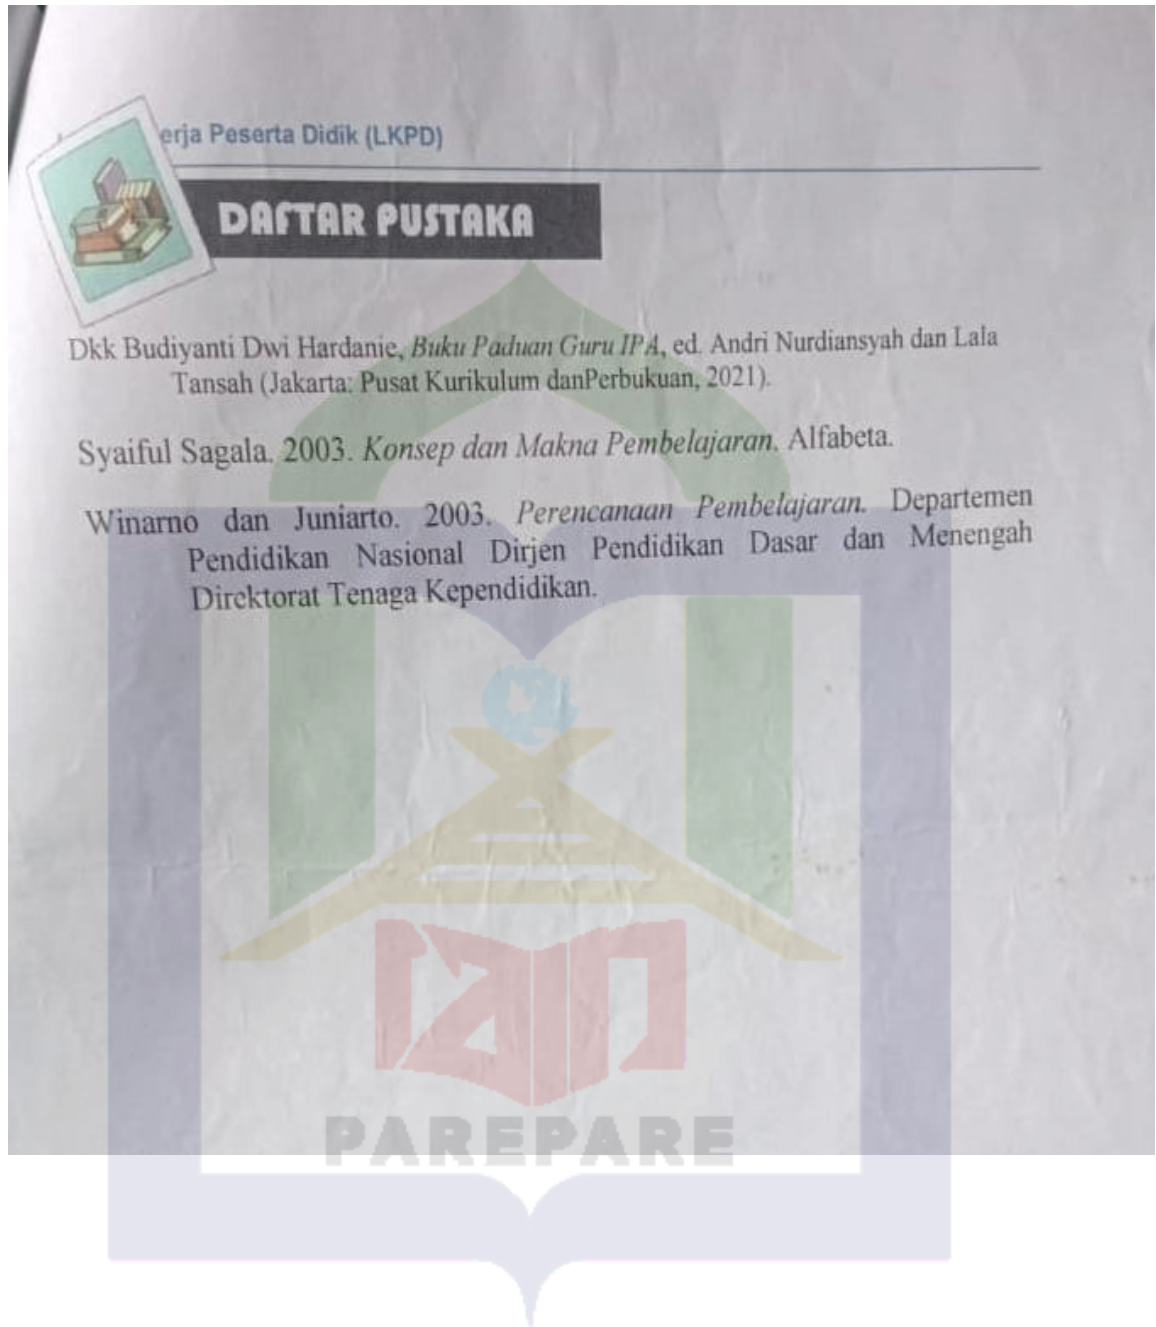 erja Peserta Didik (LKPD)
DAFTAR PUSTAKA
Dkk Budiyanti Dwi Hardanie, Buku Paduan Guru IPA, ed. Andri Nurdiansyah dan Lala
Tansah (Jakarta: Pusat Kurikulum danPerbukuan, 2021).
Syaiful Sagala. 2003. Konsep dan Makna Pembelajaran. Alfabeta.
Winarno dan Juniarto. 2003. Perencanaan Pembelajaran. Departemen
Pendidikan Nasional Dirjen Pendidikan Dasar dan Menengah
Direktorat Tenaga Kependidikan.
PAREPARE